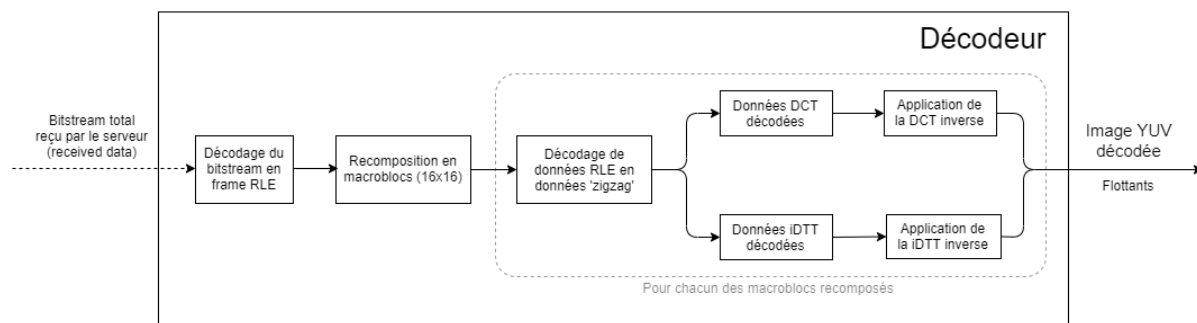 Décodeur
Bitstream total
reçu par le serveur
(received data)
Décodage du
bitstream en
frame RLE
Recomposition en
macroblocs (16x16)
Décodage de
données RLE en
données 'zigzag'
Données DCT
décodées
Application de
la DCT inverse
Données iDTT
décodées
Application de
la iDTT inverse
Pour chacun des macroblocs recomposés
Image YUV
décodée
Flottants